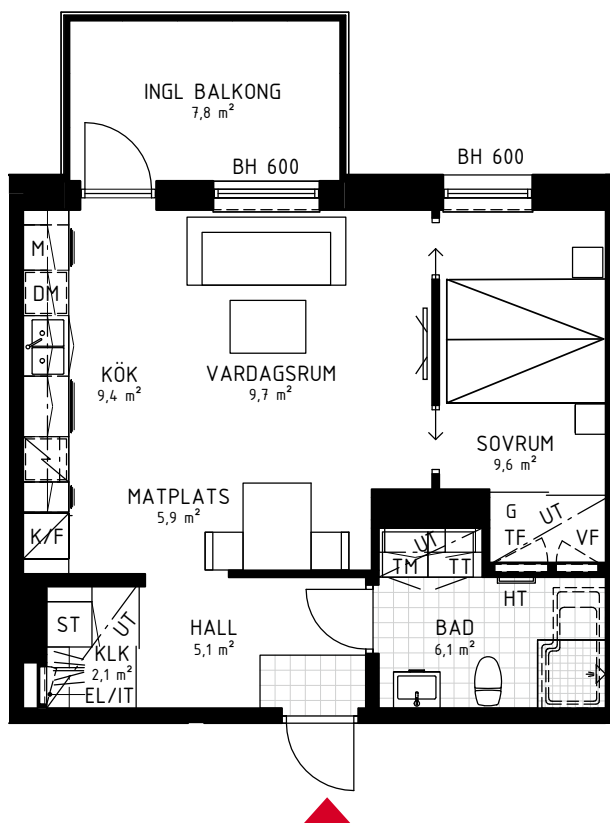 INGL BALKONG
7,8 m²
BH 600
BH 600
M
DM
KÖK
9,4 m²
VARDAGSRUM
9,7 m²
SOVRUM
9,6 m²
MATPLATS
5,9 m²
G
UT
TF
VF
K/F
UT
TM
TT
HT
ST
UT
HALL
5,1 m²
BAD
6,1 m²
KLK
2,1 m²
EL/IT